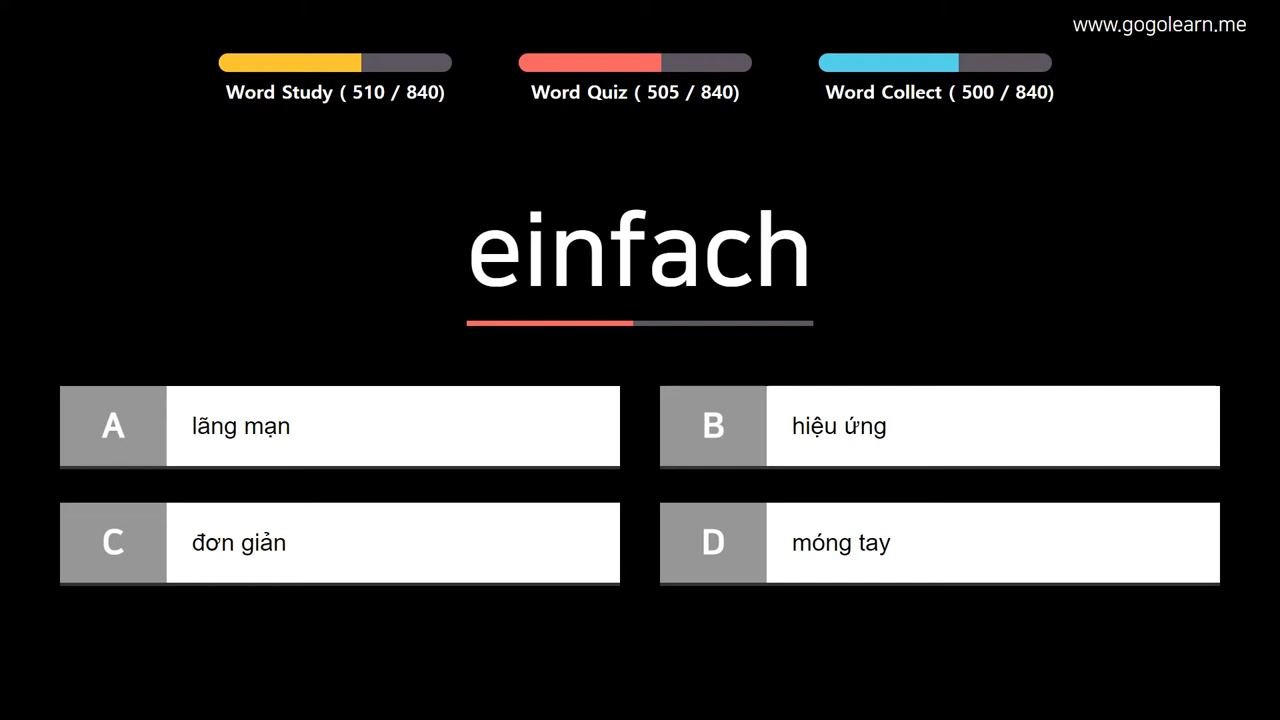 www.gogolearn.me
Word Study ( 510 / 840)
Word Quiz ( 505 / 840)
Word Collect ( 500 / 840)
einfach
A lãng mạn
B hiệu ứng
C đơn giản
D móng tay